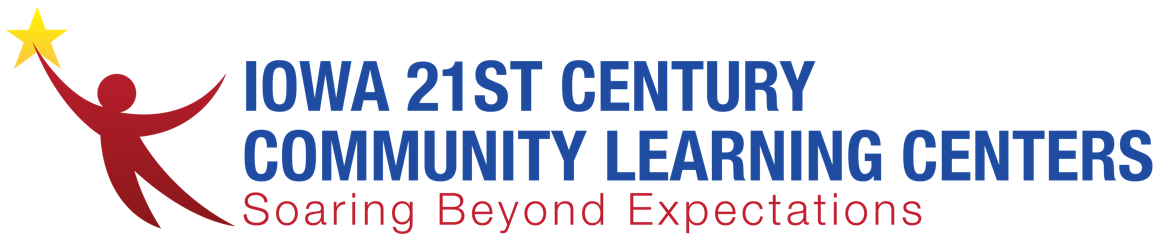 IOWA 21ST CENTURY
COMMUNITY LEARNING CENTERS
Soaring Beyond Expectations